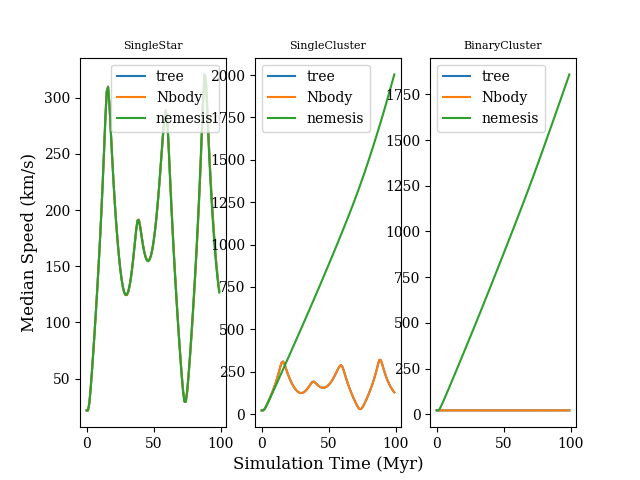 SingleStar
SingleCluster
BinaryCluster
Median Speed (km/s)
50
100
150
200
250
300
0
50
100
tree
Nbody
nemesis
0
250
500
750
1000
1250
1500
1750
2000
0
50
100
tree
Nbody
nemesis
0
250
500
750
1000
1250
1500
1750
0
50
100
tree
Nbody
nemesis
Simulation Time (Myr)